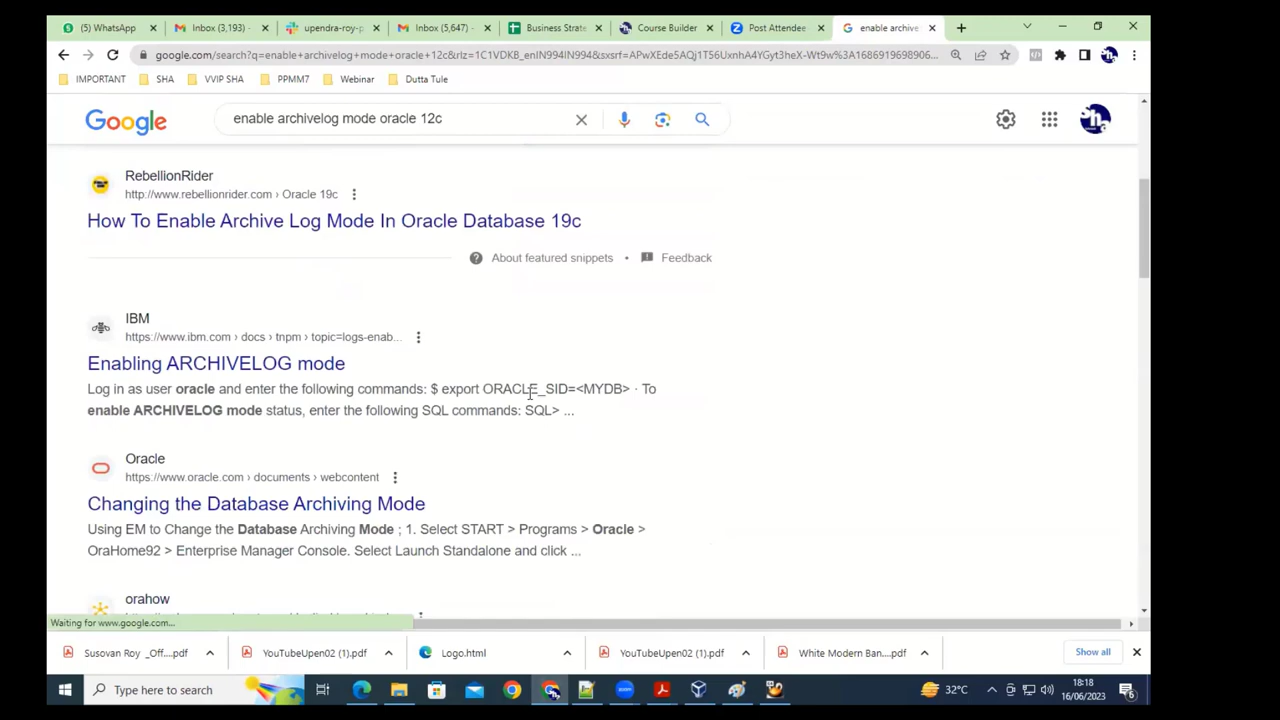 (5) WhatsApp
Inbox (3,193) -
upendra-roy-p
Inbox (5,647) -
Business Strate
Course Builder
Post Attendee
enable archive
google.com/search?q=enable+archivelog+mode+oracle+12c&rlz=1C1VDKB_enIN994IN994&sxsrf=APwXEde5AQj1T56UxnhA4YGyt3heX-Wt9w%3A1686919698906...
IMPORTANT
SHA
VVIP SHA
PPMM7
Webinar
Dutta Tule
Google
enable archivelog mode oracle 12c
RebellionRider
http://www.rebellionrider.com › Oracle 19c
How To Enable Archive Log Mode In Oracle Database 19c
About featured snippets • Feedback
IBM
https://www.ibm.com › docs › tnpm › topic=logs-enab...
Enabling ARCHIVELOG mode
Log in as user oracle and enter the following commands: $ export ORACLE_SID=<MYDB> · To
enable ARCHIVELOG mode status, enter the following SQL commands: SQL> ...
Oracle
https://www.oracle.com › documents › webcontent
Changing the Database Archiving Mode
Using EM to Change the Database Archiving Mode ; 1. Select START > Programs > Oracle >
OraHome92 > Enterprise Manager Console. Select Launch Standalone and click ...
orahow
Waiting for www.google.com...
Susovan Roy _Off....pdf
YouTubeUpen02 (1).pdf
Logo.html
YouTubeUpen02 (1).pdf
White Modern Ban....pdf
Show all
Type here to search
32°C
18:18
16/06/2023
6